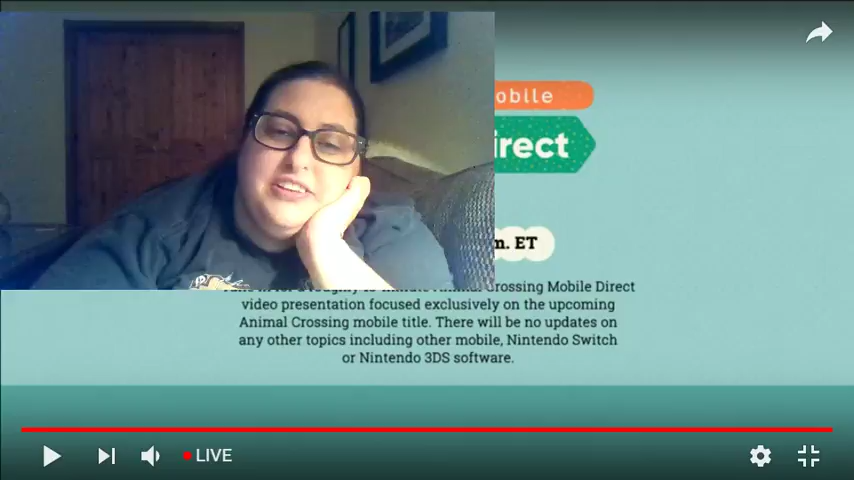 obile
irect
m. ET
Crossing Mobile Direct
video presentation focused exclusively on the upcoming
Animal Crossing mobile title. There will be no updates on
any other topics including other mobile, Nintendo Switch
or Nintendo 3DS software.
LIVE